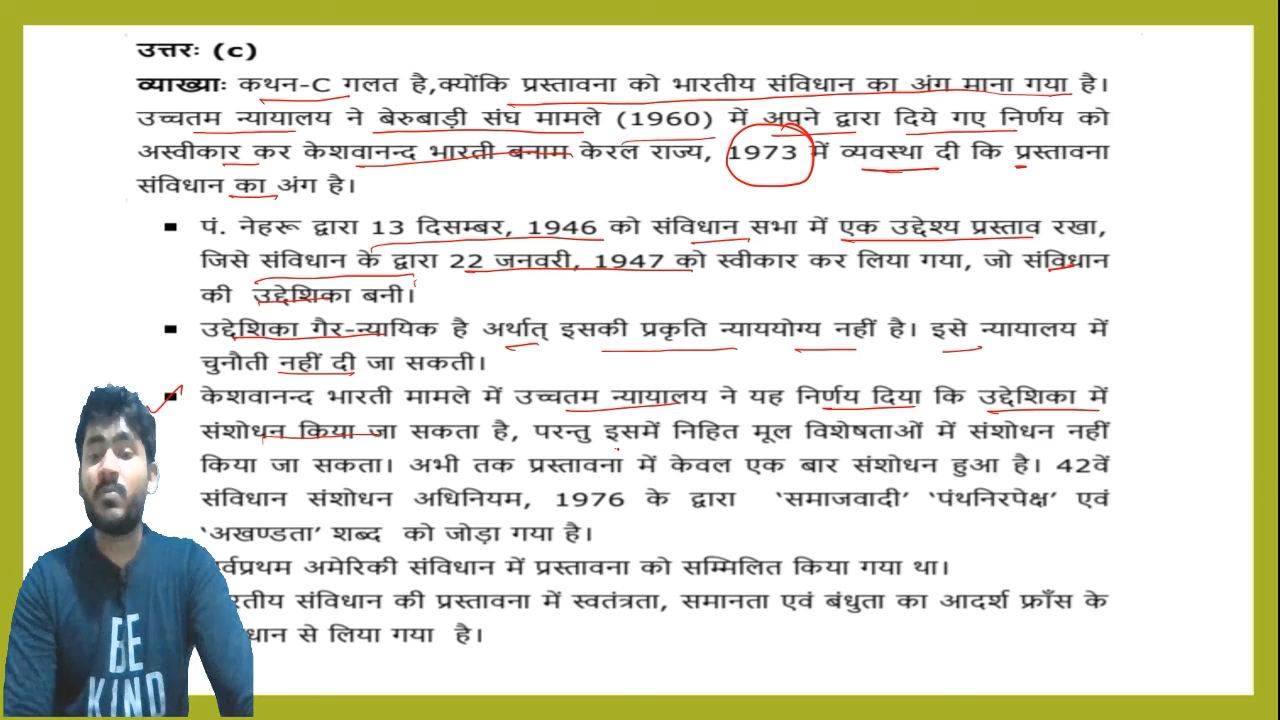 उत्तरः (c)
व्याख्याः कथन-C गलत है,क्योंकि प्रस्तावना को भारतीय संविधान का अंग माना गया है।
उच्चतम न्यायालय ने बेरुबाड़ी संघ मामले (1960) में अपने द्वारा दिये गए निर्णय को
अस्वीकार कर केशवानन्द भारती बनाम केरल राज्य, 1973 में व्यवस्था दी कि प्रस्तावना
संविधान का अंग है।
▪ पं. नेहरू द्वारा 13 दिसम्बर, 1946 को संविधान सभा में एक उद्देश्य प्रस्ताव रखा,
जिसे संविधान के द्वारा 22 जनवरी, 1947 को स्वीकार कर लिया गया, जो संविधान
की उद्देशिका बनी।
▪ उद्देशिका गैर-न्यायिक है अर्थात् इसकी प्रकृति न्याययोग्य नहीं है। इसे न्यायालय में
चुनौती नहीं दी जा सकती।
▪ केशवानन्द भारती मामले में उच्चतम न्यायालय ने यह निर्णय दिया कि उद्देशिका में
संशोधन किया जा सकता है, परन्तु इसमें निहित मूल विशेषताओं में संशोधन नहीं
किया जा सकता। अभी तक प्रस्तावना में केवल एक बार संशोधन हुआ है। 42वें
संविधान संशोधन अधिनियम, 1976 के द्वारा ‘समाजवादी’ ‘पंथनिरपेक्ष’ एवं
‘अखण्डता’ शब्द को जोड़ा गया है।
अमेरिकी संविधान में प्रस्तावना को सम्मिलित किया गया था।
संविधान की प्रस्तावना में स्वतंत्रता, समानता एवं बंधुता का आदर्श फ्राँस के
से लिया गया है।
BE
KIND